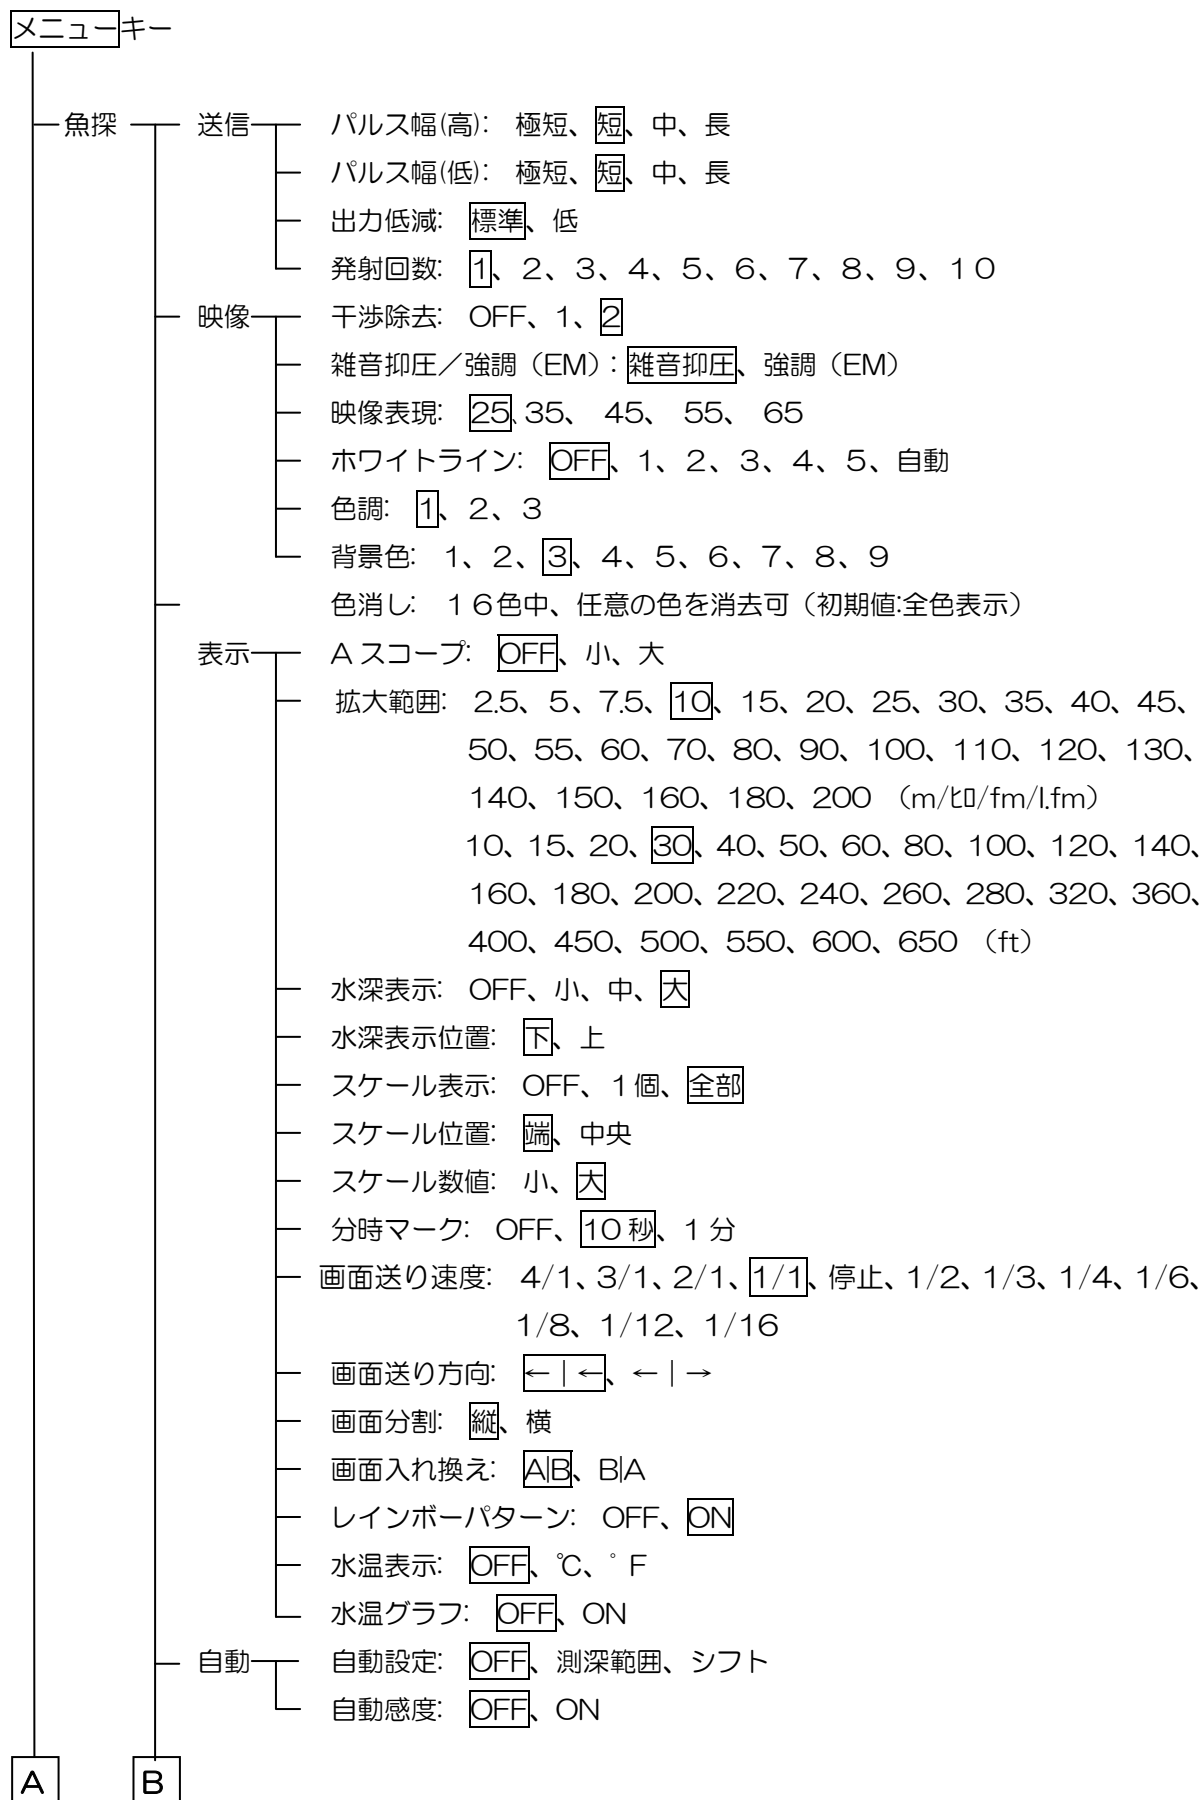 メニューキー
魚探 送信 パルス幅(高): 極短、短、中、長
パルス幅(低): 極短、短、中、長
出力低減: 標準、低
発射回数: 1、2、3、4、5、6、7、8、9、10
映像 干渉除去: OFF、1、2
雑音抑圧／強調（EM）: 雑音抑圧、強調（EM）
映像表現: 25、35、 45、 55、 65
ホワイトライン: OFF、1、2、3、4、5、自動
色調: 1、2、3
背景色: 1、2、3、4、5、6、7、8、9
色消し: 16色中、任意の色を消去可（初期値:全色表示）
表示 Aスコープ: OFF、小、大
拡大範囲: 2.5、5、7.5、10、15、20、25、30、35、40、45、
50、55、60、70、80、90、100、110、120、130、
140、150、160、180、200 （m/ﾋﾛ/fm/I.fm）
10、15、20、30、40、50、60、80、100、120、140、
160、180、200、220、240、260、280、320、360、
400、450、500、550、600、650 （ft）
水深表示: OFF、小、中、大
水深表示位置: 下、上
スケール表示: OFF、1個、全部
スケール位置: 端、中央
スケール数値: 小、大
分時マーク: OFF、10秒、1分
画面送り速度: 4/1、3/1、2/1、1/1、停止、1/2、1/3、1/4、1/6、
1/8、1/12、1/16
画面送り方向: ←｜←、←｜→
画面分割: 縦、横
画面入れ換え: A|B、B|A
レインボーパターン: OFF、ON
水温表示: OFF、℃、°F
水温グラフ: OFF、ON
自動 自動設定: OFF、測深範囲、シフト
自動感度: OFF、ON
A B